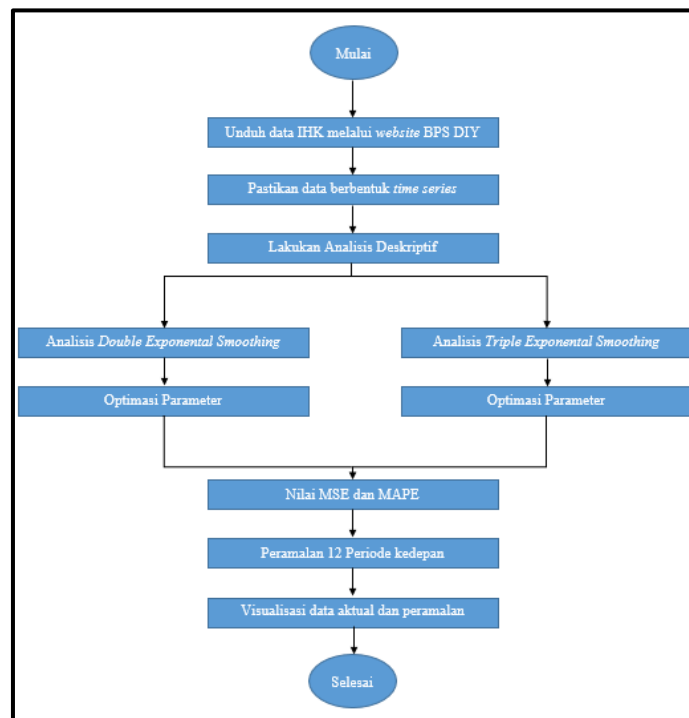 Mulai
Unduh data IHK melalui website BPS DIY
Pastikan data berbentuk time series
Lakukan Analisis Deskriptif
Analisis Double Exponental Smoothing
Analisis Triple Exponental Smoothing
Optimasi Parameter
Optimasi Parameter
Nilai MSE dan MAPE
Peramalan 12 Periode kedepan
Visualisasi data aktual dan peramalan
Selesai